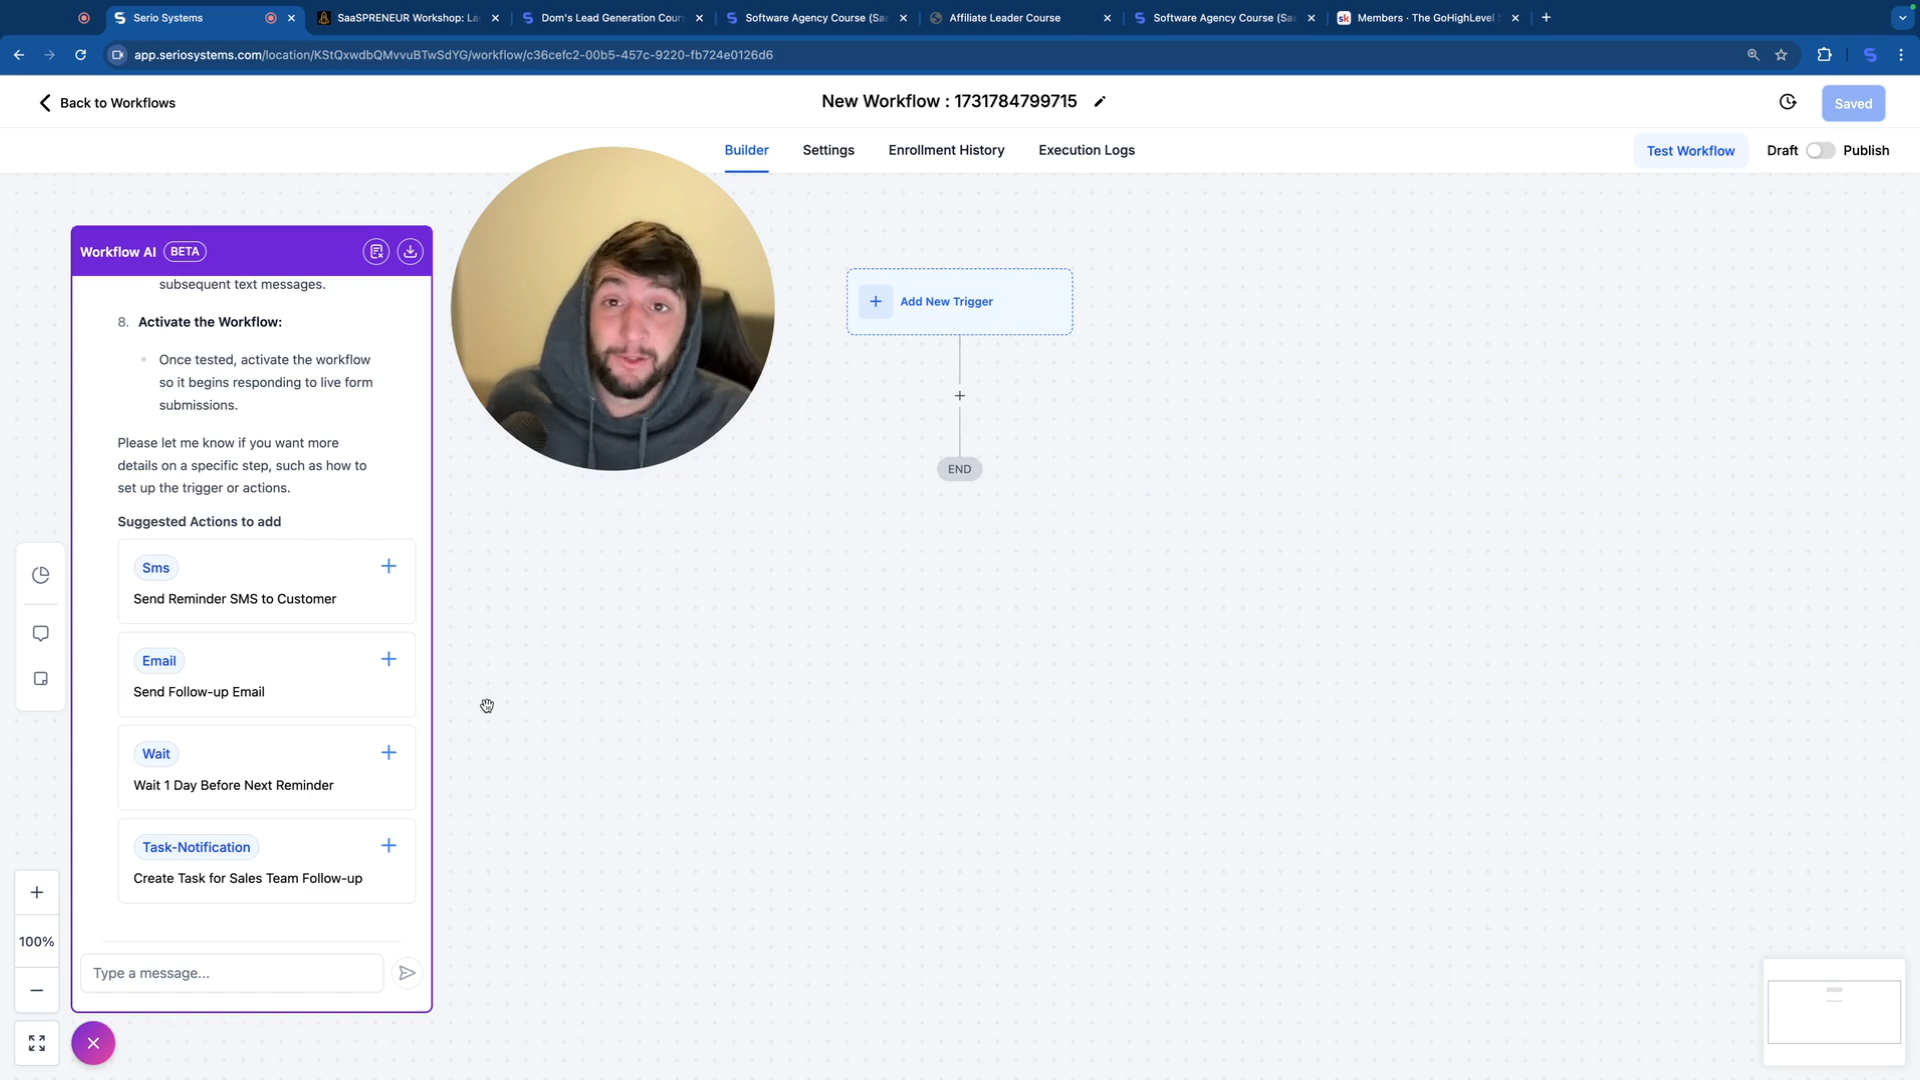 Serio Systems
SaaSPRENEUR Workshop: La
Dom's Lead Generation Cour
Software Agency Course (Saa
Affiliate Leader Course
Software Agency Course (Saa
Members · The GoHighLevel
app.seriosystems.com/location/KStQxwdbQMvvuBTwSdYG/workflow/c36cefc2-00b5-457c-9220-fb724e0126d6
Back to Workflows
New Workflow : 1731784799715
Saved
Builder
Settings
Enrollment History
Execution Logs
Test Workflow
Draft
Publish
Workflow AI
BETA
subsequent text messages.
8. Activate the Workflow:
Once tested, activate the workflow
so it begins responding to live form
submissions.
Please let me know if you want more
details on a specific step, such as how to
set up the trigger or actions.
Suggested Actions to add
Sms
Send Reminder SMS to Customer
Email
Send Follow-up Email
Wait
Wait 1 Day Before Next Reminder
Task-Notification
Create Task for Sales Team Follow-up
Type a message...
100%
Add New Trigger
END